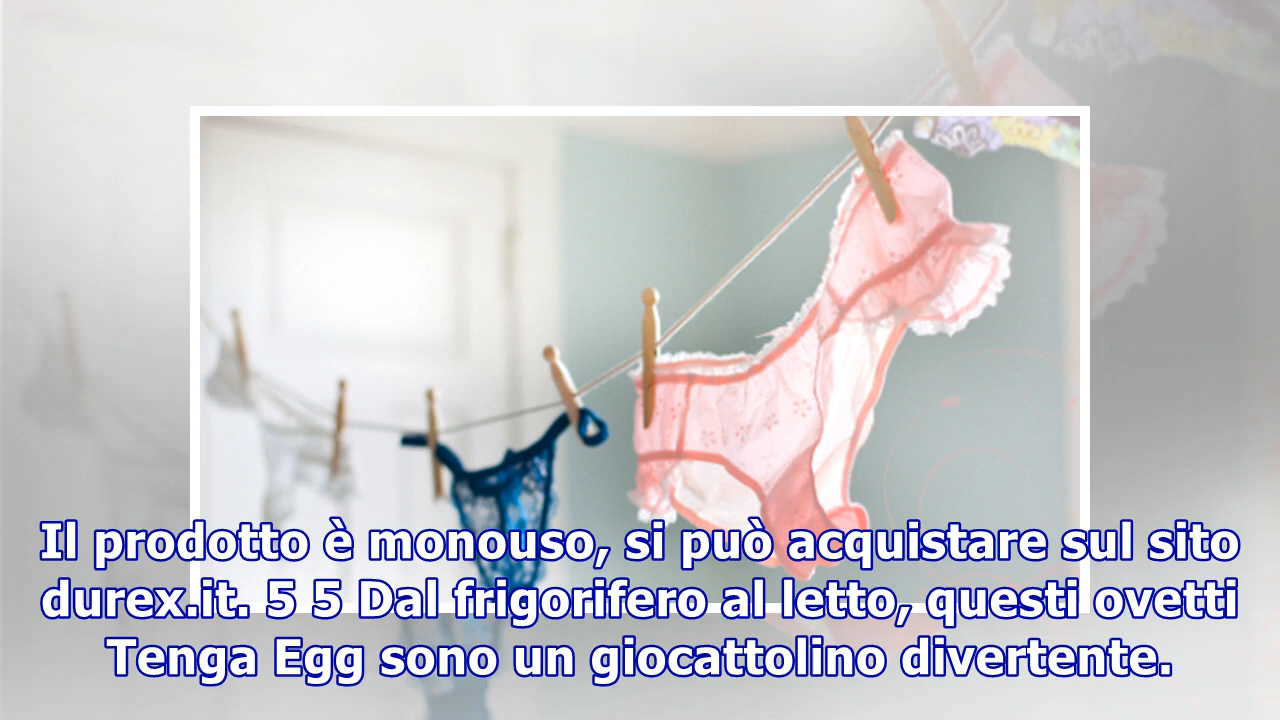 Il prodotto è monouso, si può acquistare sul sito
durex.it. 5 5 Dal frigorifero al letto, questi ovetti
Tenga Egg sono un giocattolino divertente.